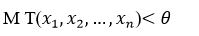 M T(𝑥₁, 𝑥₂, …, 𝑥ₙ)< 𝜃